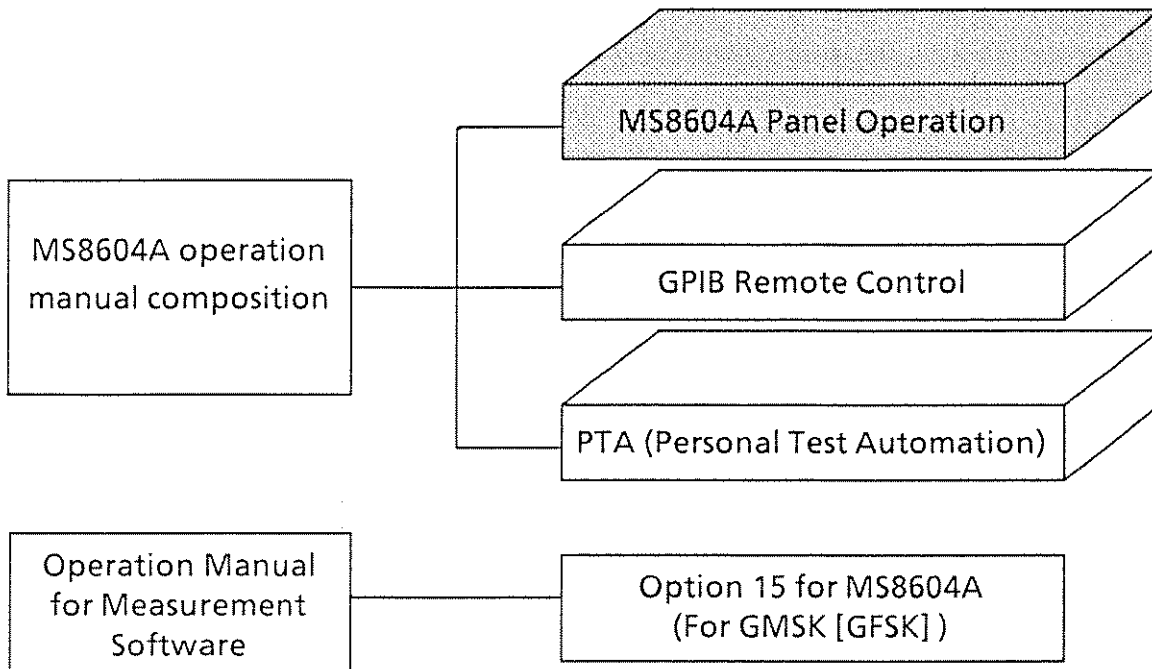 MS8604A Panel Operation
MS8604A operation
manual composition
GPIB Remote Control
PTA (Personal Test Automation)
Operation Manual
for Measurement
Software
Option 15 for MS8604A
(For GMSK [GFSK] )